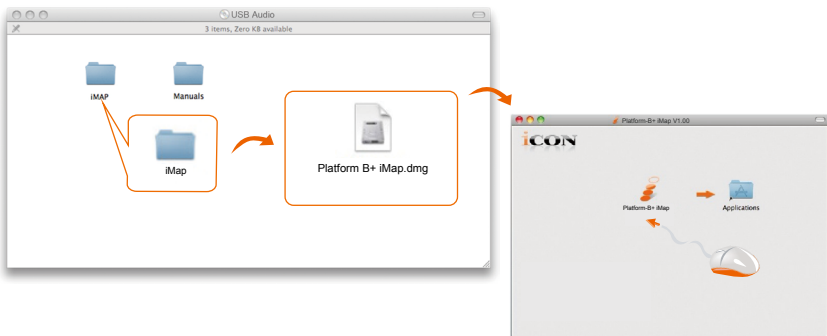 USB Audio
3 items, Zero KB available
iMAP
Manuals
iMap
Platform B+ iMap.dmg
Platform-B+ iMap V1.00
iCON
Platform-B+ iMap
Applications